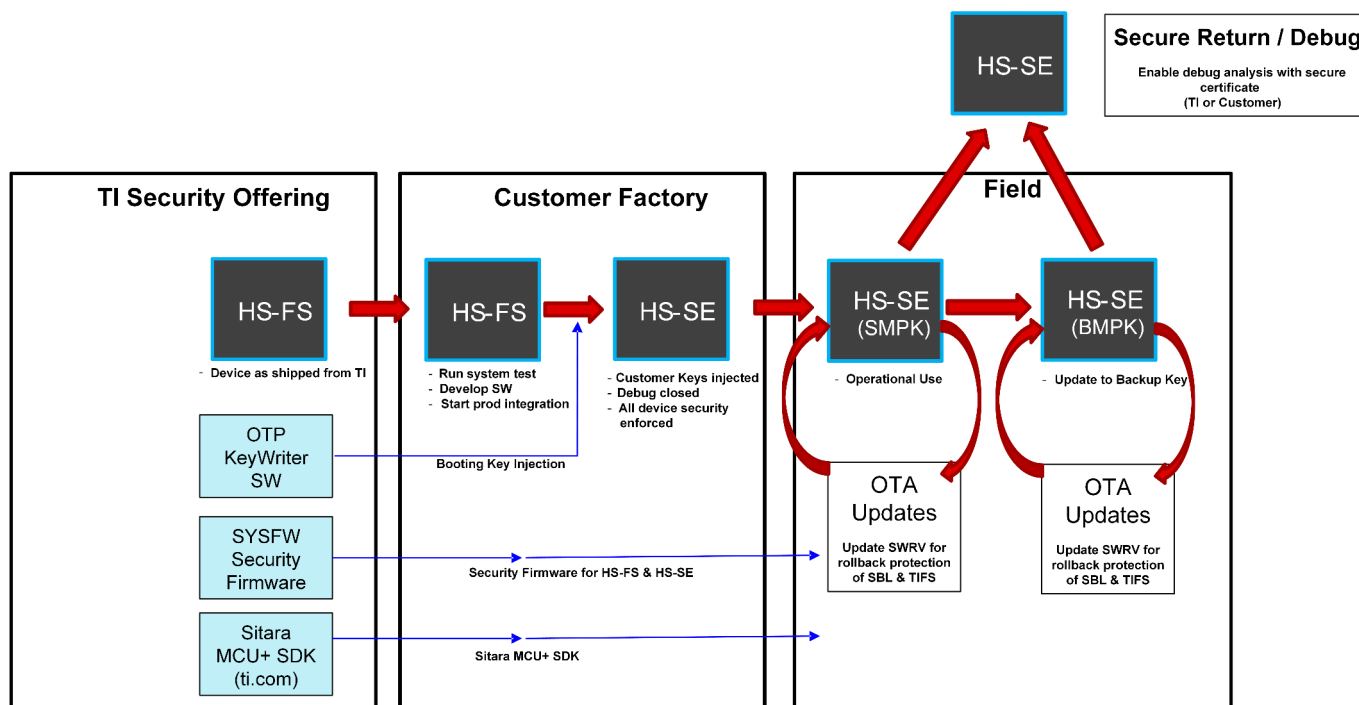 HS-SE
Secure Return / Debug
Enable debug analysis with secure
certificate
(TI or Customer)
TI Security Offering
Customer Factory
Field
HS-FS
HS-FS
HS-SE
HS-SE
(SMPK)
HS-SE
(BMPK)
- Device as shipped from TI
- Run system test
- Develop SW
- Start prod integration
- Customer Keys injected
- Debug closed
- All device security
enforced
- Operational Use
- Update to Backup Key
OTP
KeyWriter
SW
Booting Key Injection
OTA
Updates
Update SWRV for
rollback protection
of SBL & TIFS
OTA
Updates
Update SWRV for
rollback protection
of SBL & TIFS
SYSFW
Security
Firmware
Security Firmware for HS-FS & HS-SE
Sitara
MCU+ SDK
(ti.com)
Sitara MCU+ SDK